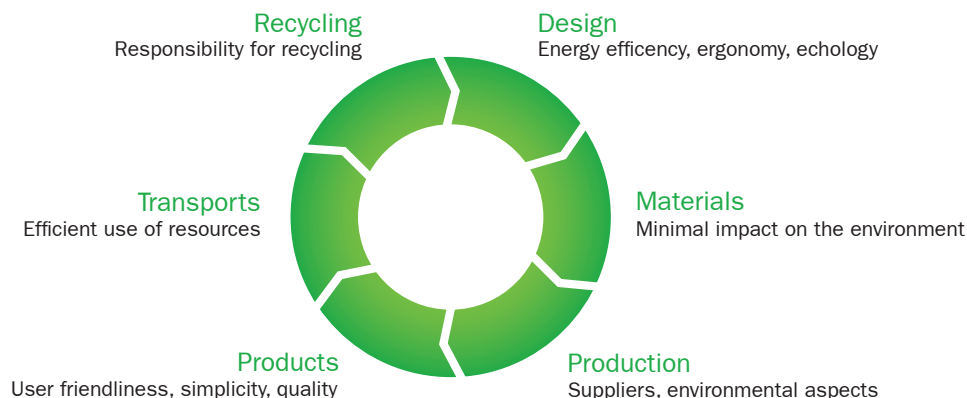 Recycling
Responsibility for recycling
Design
Energy efficency, ergonomy, echology
Transports
Efficient use of resources
Materials
Minimal impact on the environment
Products
User friendliness, simplicity, quality
Production
Suppliers, environmental aspects